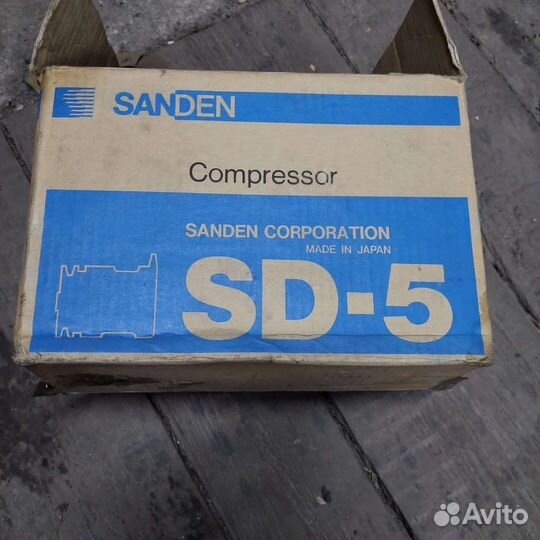 SANDEN
Compressor
SANDEN CORPORATION
MADE IN JAPAN
SD-5
Avito